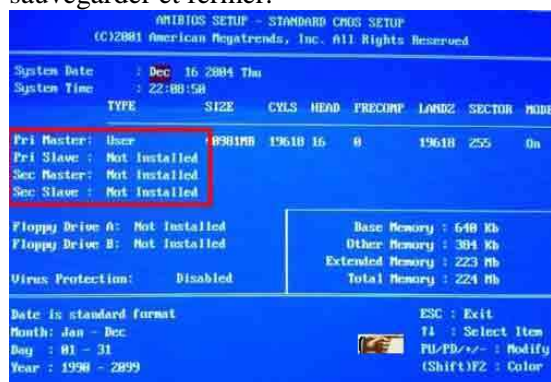 sauvegarder et fermer.
AMIBIOS SETUP - STANDARD CMOS SETUP
(C)2001 American Megatrends, Inc. All Rights Reserved
System Date : Dec 16 2004 Thu
System Time : 22:08:50
TYPE SIZE CYLS HEAD PRECOMP LANDZ SECTOR MODE
Pri Master: User 19618 16 0 19618 255 On
Pri Slave : Not Installed
Sec Master: Not Installed
Sec Slave : Not Installed
Floppy Drive A: Not Installed
Floppy Drive B: Not Installed
Virus Protection: Disabled
Base Memory : 640 Kb
Other Memory : 384 Kb
Extended Memory : 223 Mb
Total Memory : 224 Mb
Date is standard format
Month: Jan - Dec
Day : 01 - 31
Year : 1990 - 2099
ESC : Exit
↑↓ : Select Item
PU/PD/+/- : Modify
(Shift)F2 : Color